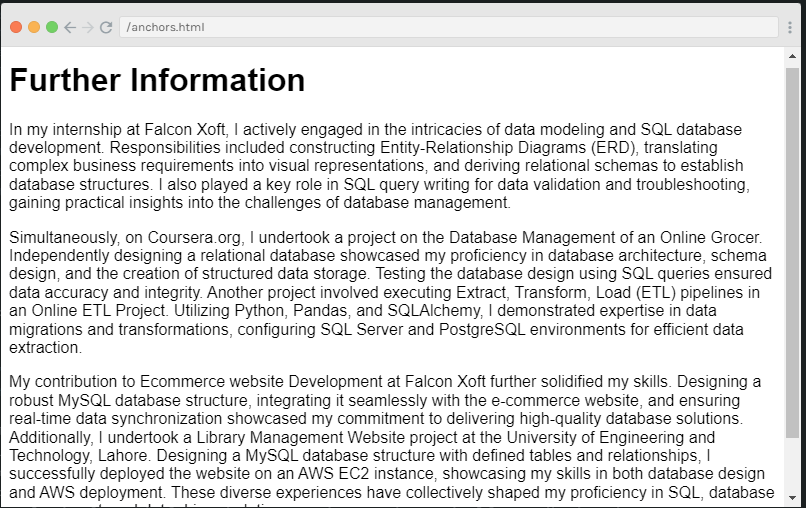 /anchors.html
Further Information
In my internship at Falcon Xoft, I actively engaged in the intricacies of data modeling and SQL database
development. Responsibilities included constructing Entity-Relationship Diagrams (ERD), translating
complex business requirements into visual representations, and deriving relational schemas to establish
database structures. I also played a key role in SQL query writing for data validation and troubleshooting,
gaining practical insights into the challenges of database management.
Simultaneously, on Coursera.org, I undertook a project on the Database Management of an Online Grocer.
Independently designing a relational database showcased my proficiency in database architecture, schema
design, and the creation of structured data storage. Testing the database design using SQL queries ensured
data accuracy and integrity. Another project involved executing Extract, Transform, Load (ETL) pipelines in
an Online ETL Project. Utilizing Python, Pandas, and SQLAlchemy, I demonstrated expertise in data
migrations and transformations, configuring SQL Server and PostgreSQL environments for efficient data
extraction.
My contribution to Ecommerce website Development at Falcon Xoft further solidified my skills. Designing a
robust MySQL database structure, integrating it seamlessly with the e-commerce website, and ensuring
real-time data synchronization showcased my commitment to delivering high-quality database solutions.
Additionally, I undertook a Library Management Website project at the University of Engineering and
Technology, Lahore. Designing a MySQL database structure with defined tables and relationships, I
successfully deployed the website on an AWS EC2 instance, showcasing my skills in both database design
and AWS deployment. These diverse experiences have collectively shaped my proficiency in SQL, database